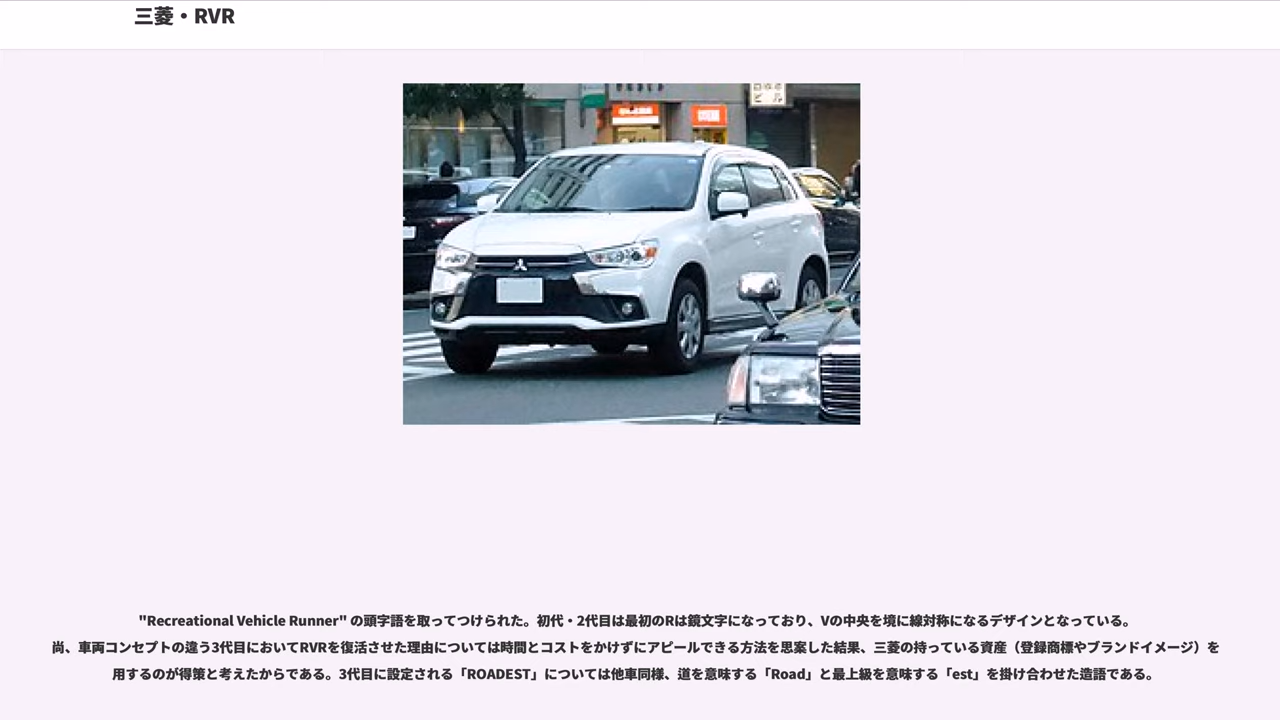 三菱・RVR
ビル
"Recreational Vehicle Runner" の頭字語を取ってつけられた。初代・2代目は最初のRは鏡文字になっており、Vの中央を境に線対称になるデザインとなっている。
尚、車両コンセプトの違う3代目においてRVRを復活させた理由については時間とコストをかけずにアピールできる方法を思案した結果、三菱の持っている資産（登録商標やブランドイメージ）を
用するのが得策と考えたからである。3代目に設定される「ROADEST」については他車同様、道を意味する「Road」と最上級を意味する「est」を掛け合わせた造語である。